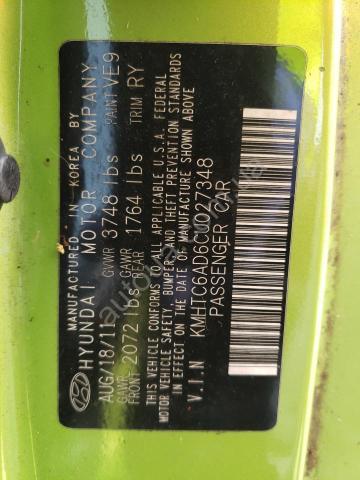 MANUFACTURED IN KOREA BY
HYUNDAI MOTOR COMPANY
AUG/18/11 GVWR 3748 lbs PAINT VE9
GAWR FRONT 2072 lbs GAWR REAR 1764 lbs TRIM RY
THIS VEHICLE CONFORMS TO ALL APPLICABLE U.S.A. FEDERAL
MOTOR VEHICLE SAFETY, BUMPER, AND THEFT PREVENTION STANDARDS
IN EFFECT ON THE DATE OF MANUFACTURE SHOWN ABOVE
V.I.N KMHTC6AD6CU027348
PASSENGER CAR